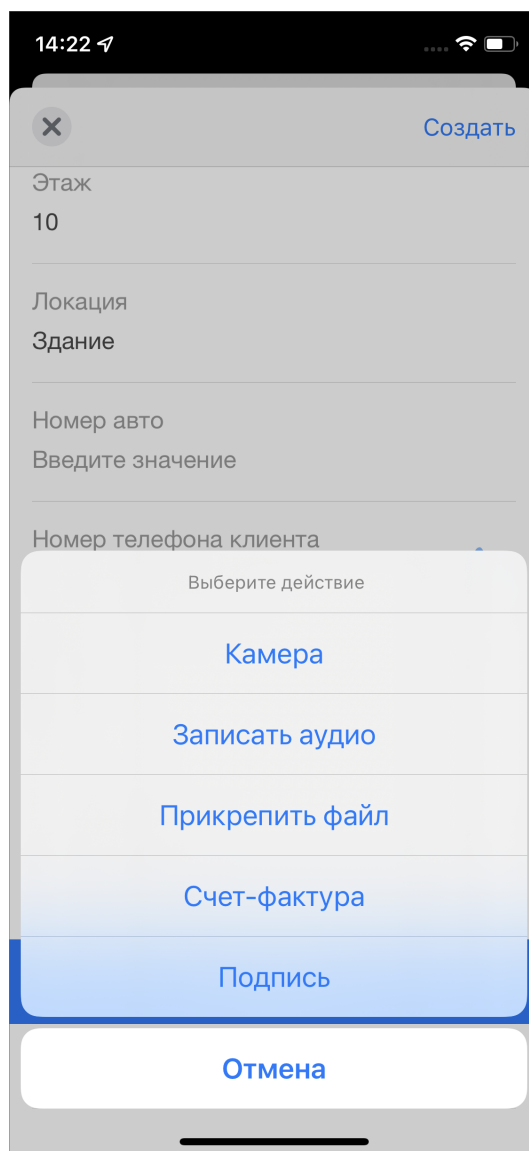 14:22
Создать
Этаж
10
Локация
Здание
Номер авто
Введите значение
Номер телефона клиента
Выберите действие
Камера
Записать аудио
Прикрепить файл
Счет-фактура
Подпись
Отмена